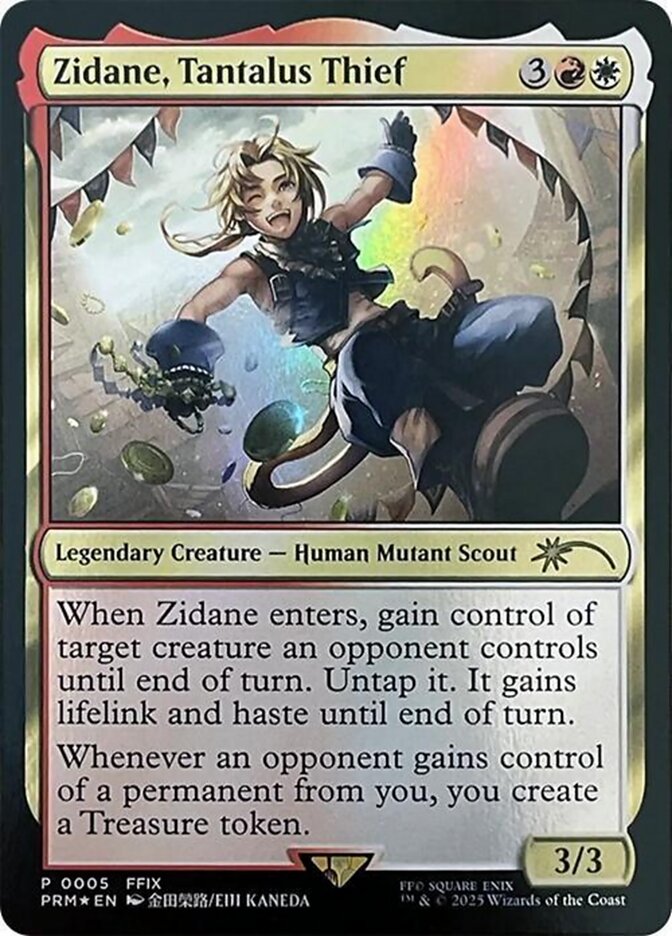 Zidane, Tantalus Thief 3
Legendary Creature — Human Mutant Scout
When Zidane enters, gain control of
target creature an opponent controls
until end of turn. Untap it. It gains
lifelink and haste until end of turn.
Whenever an opponent gains control
of a permanent from you, you create
a Treasure token.
3/3
P 0005 FFIX
PRM★EN 金田榮路/EIJI KANEDA
FF© SQUARE ENIX
™ & © 2025 Wizards of the Coast